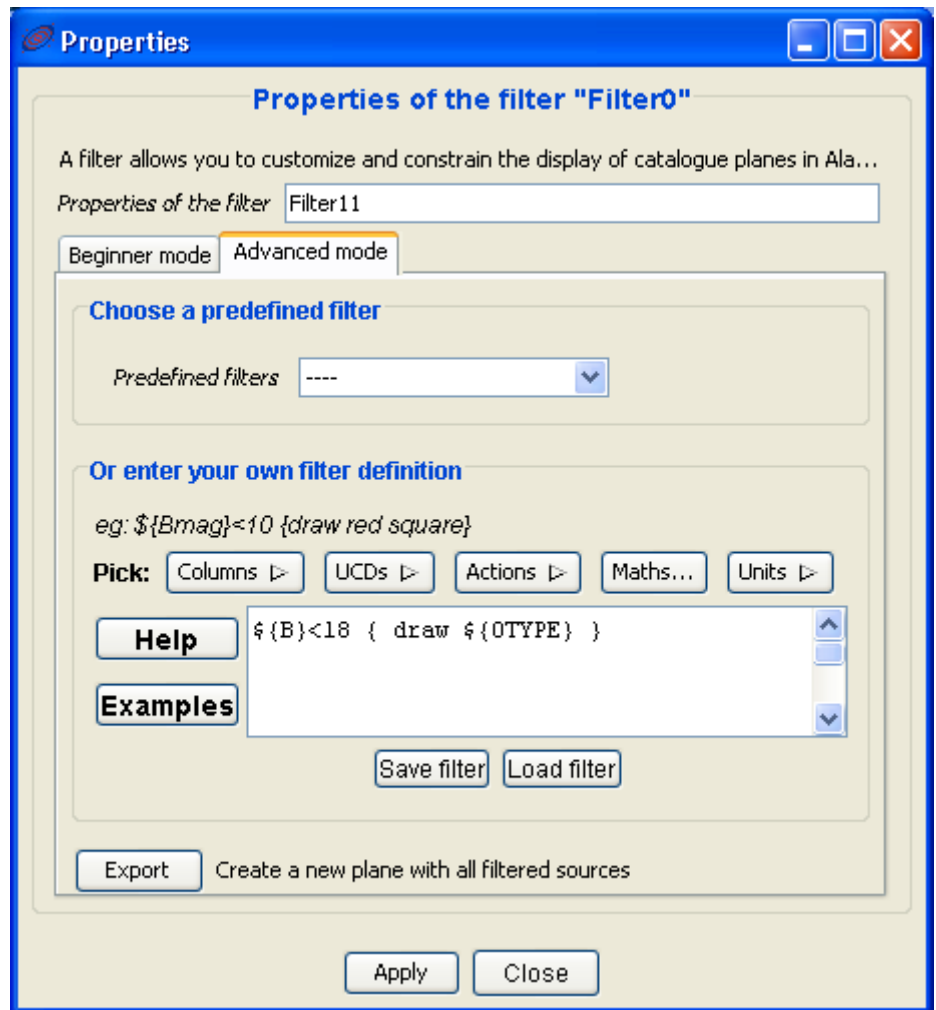 Properties
Properties of the filter "Filter0"
A filter allows you to customize and constrain the display of catalogue planes in Ala...
Properties of the filter Filter11
Beginner mode Advanced mode
Choose a predefined filter
Predefined filters ----
Or enter your own filter definition
eg: ${Bmag}<10 {draw red square}
Pick: Columns ▷ UCDs ▷ Actions ▷ Maths... Units ▷
Help ${B}<18 { draw ${OTYPE} }
Examples
Save filter Load filter
Export Create a new plane with all filtered sources
Apply Close